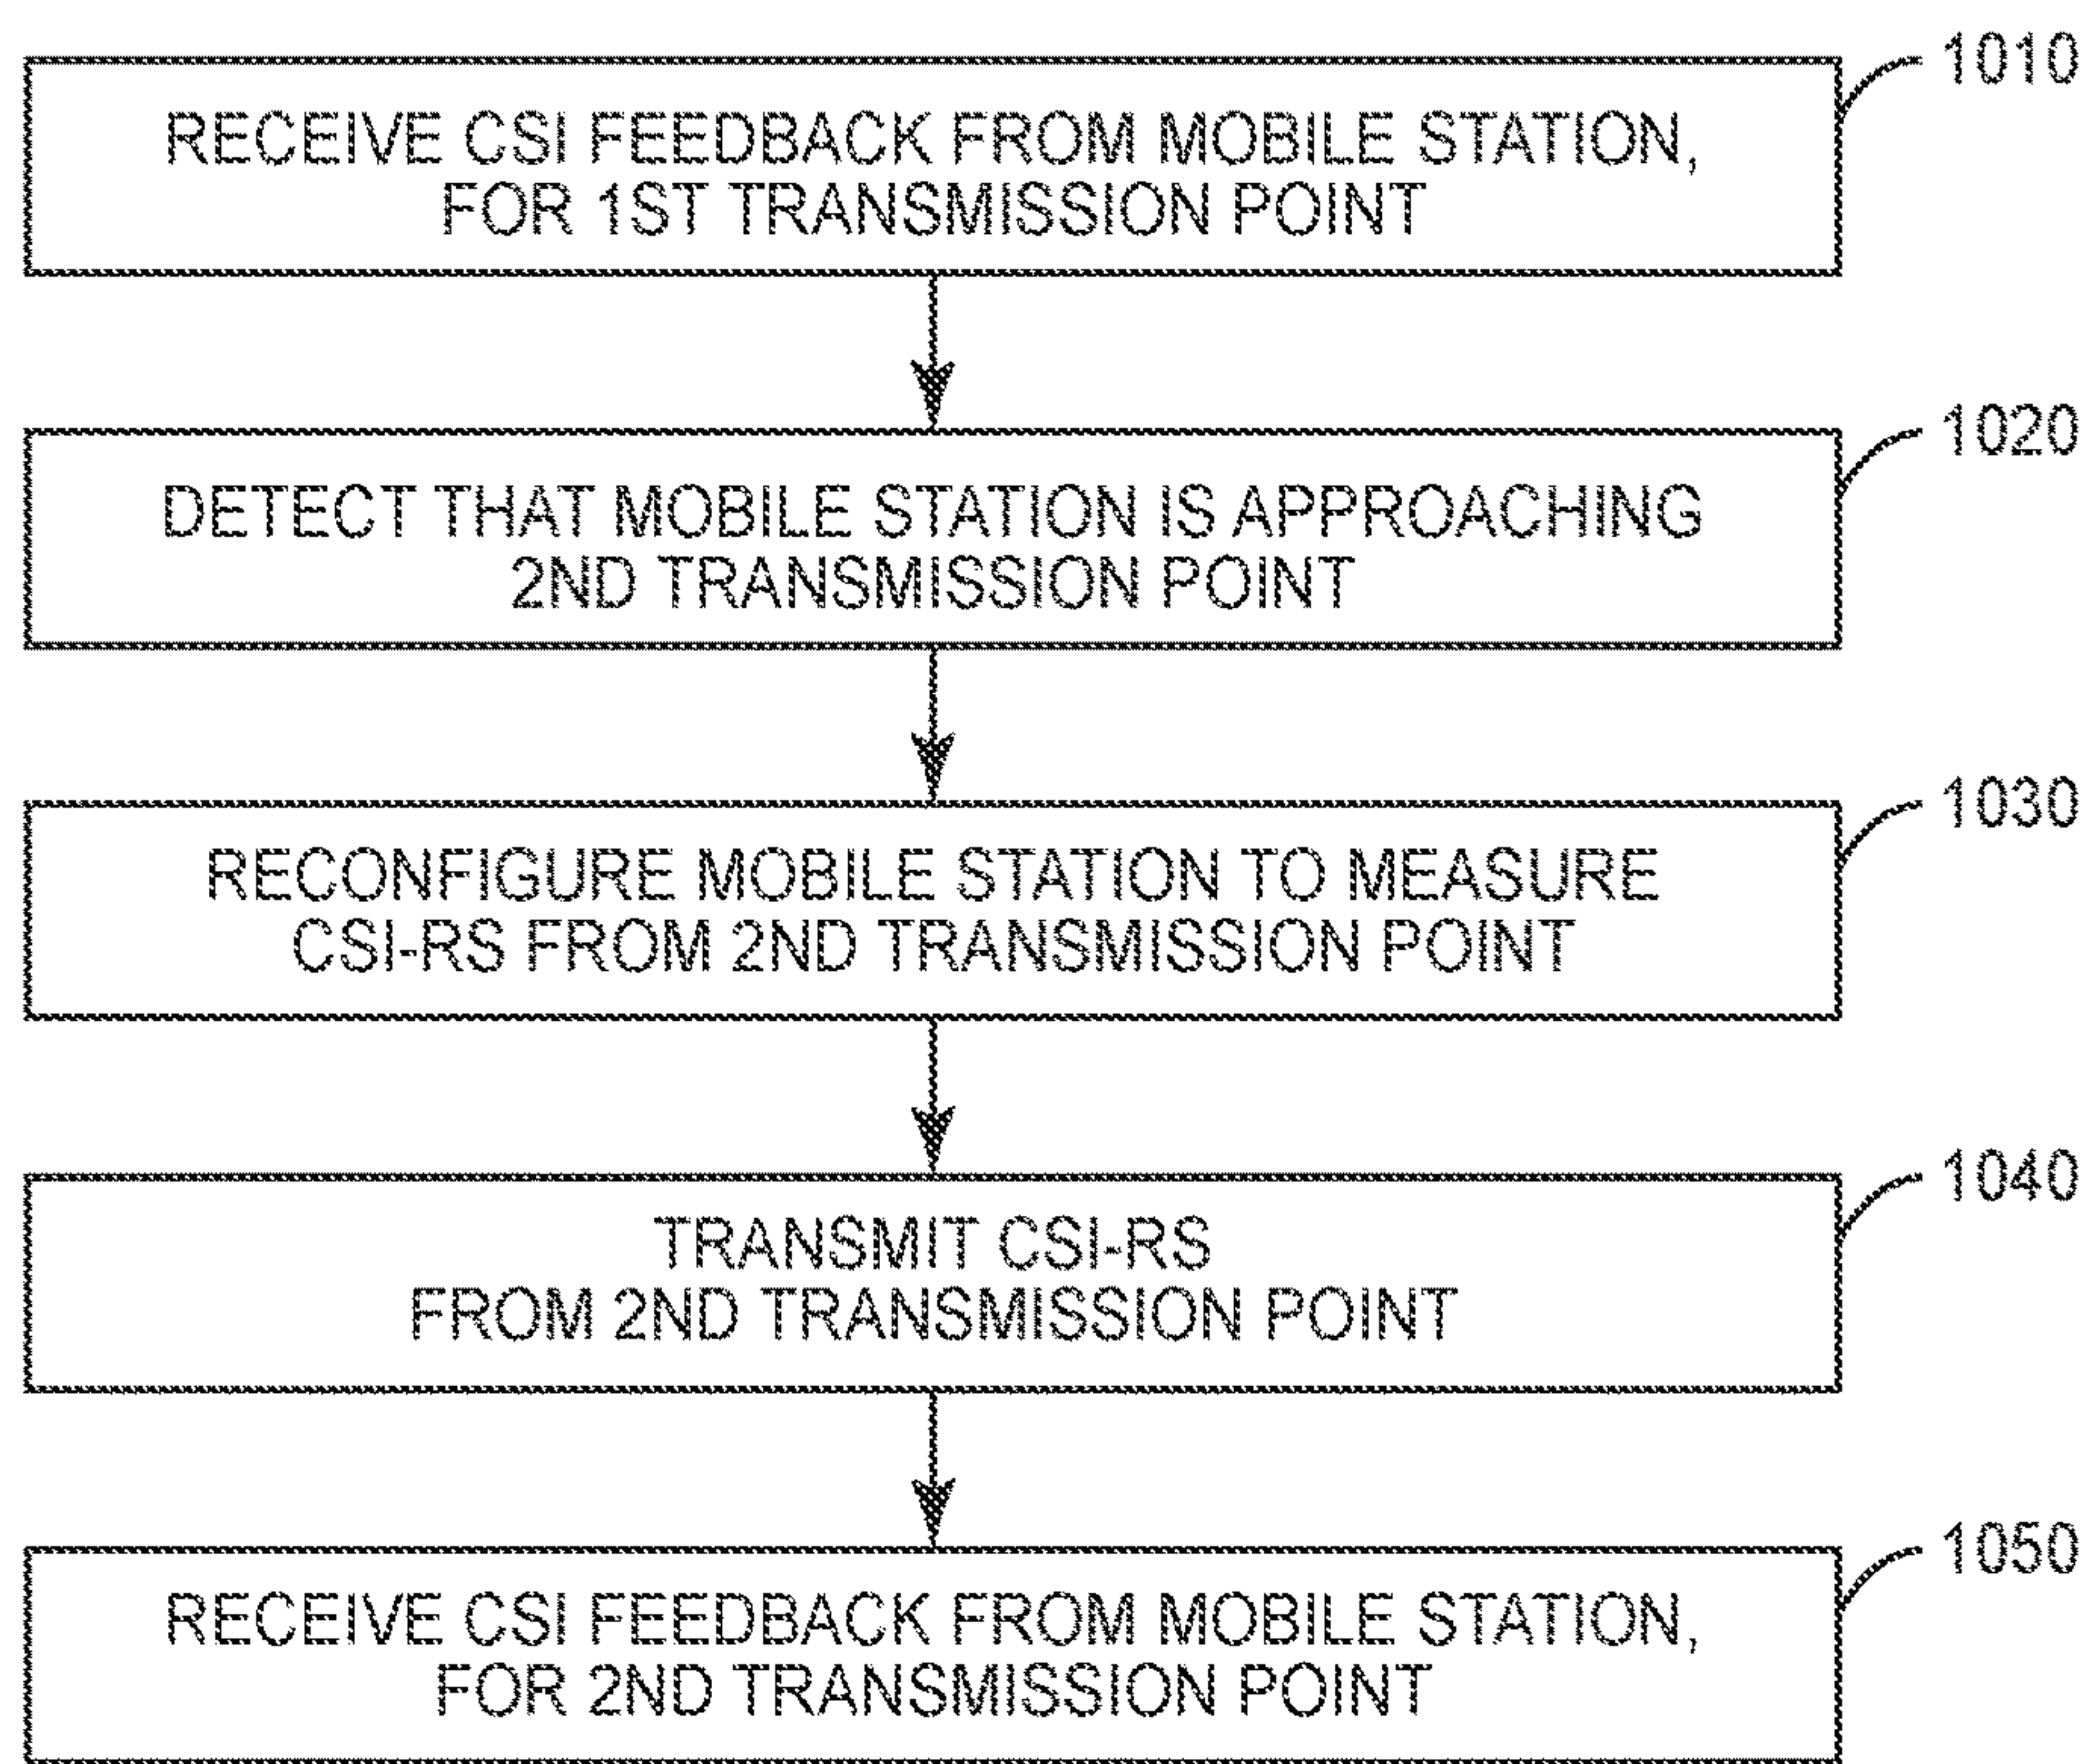 1010
RECEIVE CSI FEEDBACK FROM MOBILE STATION,
FOR 1ST TRANSMISSION POINT
1020
DETECT THAT MOBILE STATION IS APPROACHING
2ND TRANSMISSION POINT
1030
RECONFIGURE MOBILE STATION TO MEASURE
CSI-RS FROM 2ND TRANSMISSION POINT
1040
TRANSMIT CSI-RS
FROM 2ND TRANSMISSION POINT
1050
RECEIVE CSI FEEDBACK FROM MOBILE STATION,
FOR 2ND TRANSMISSION POINT